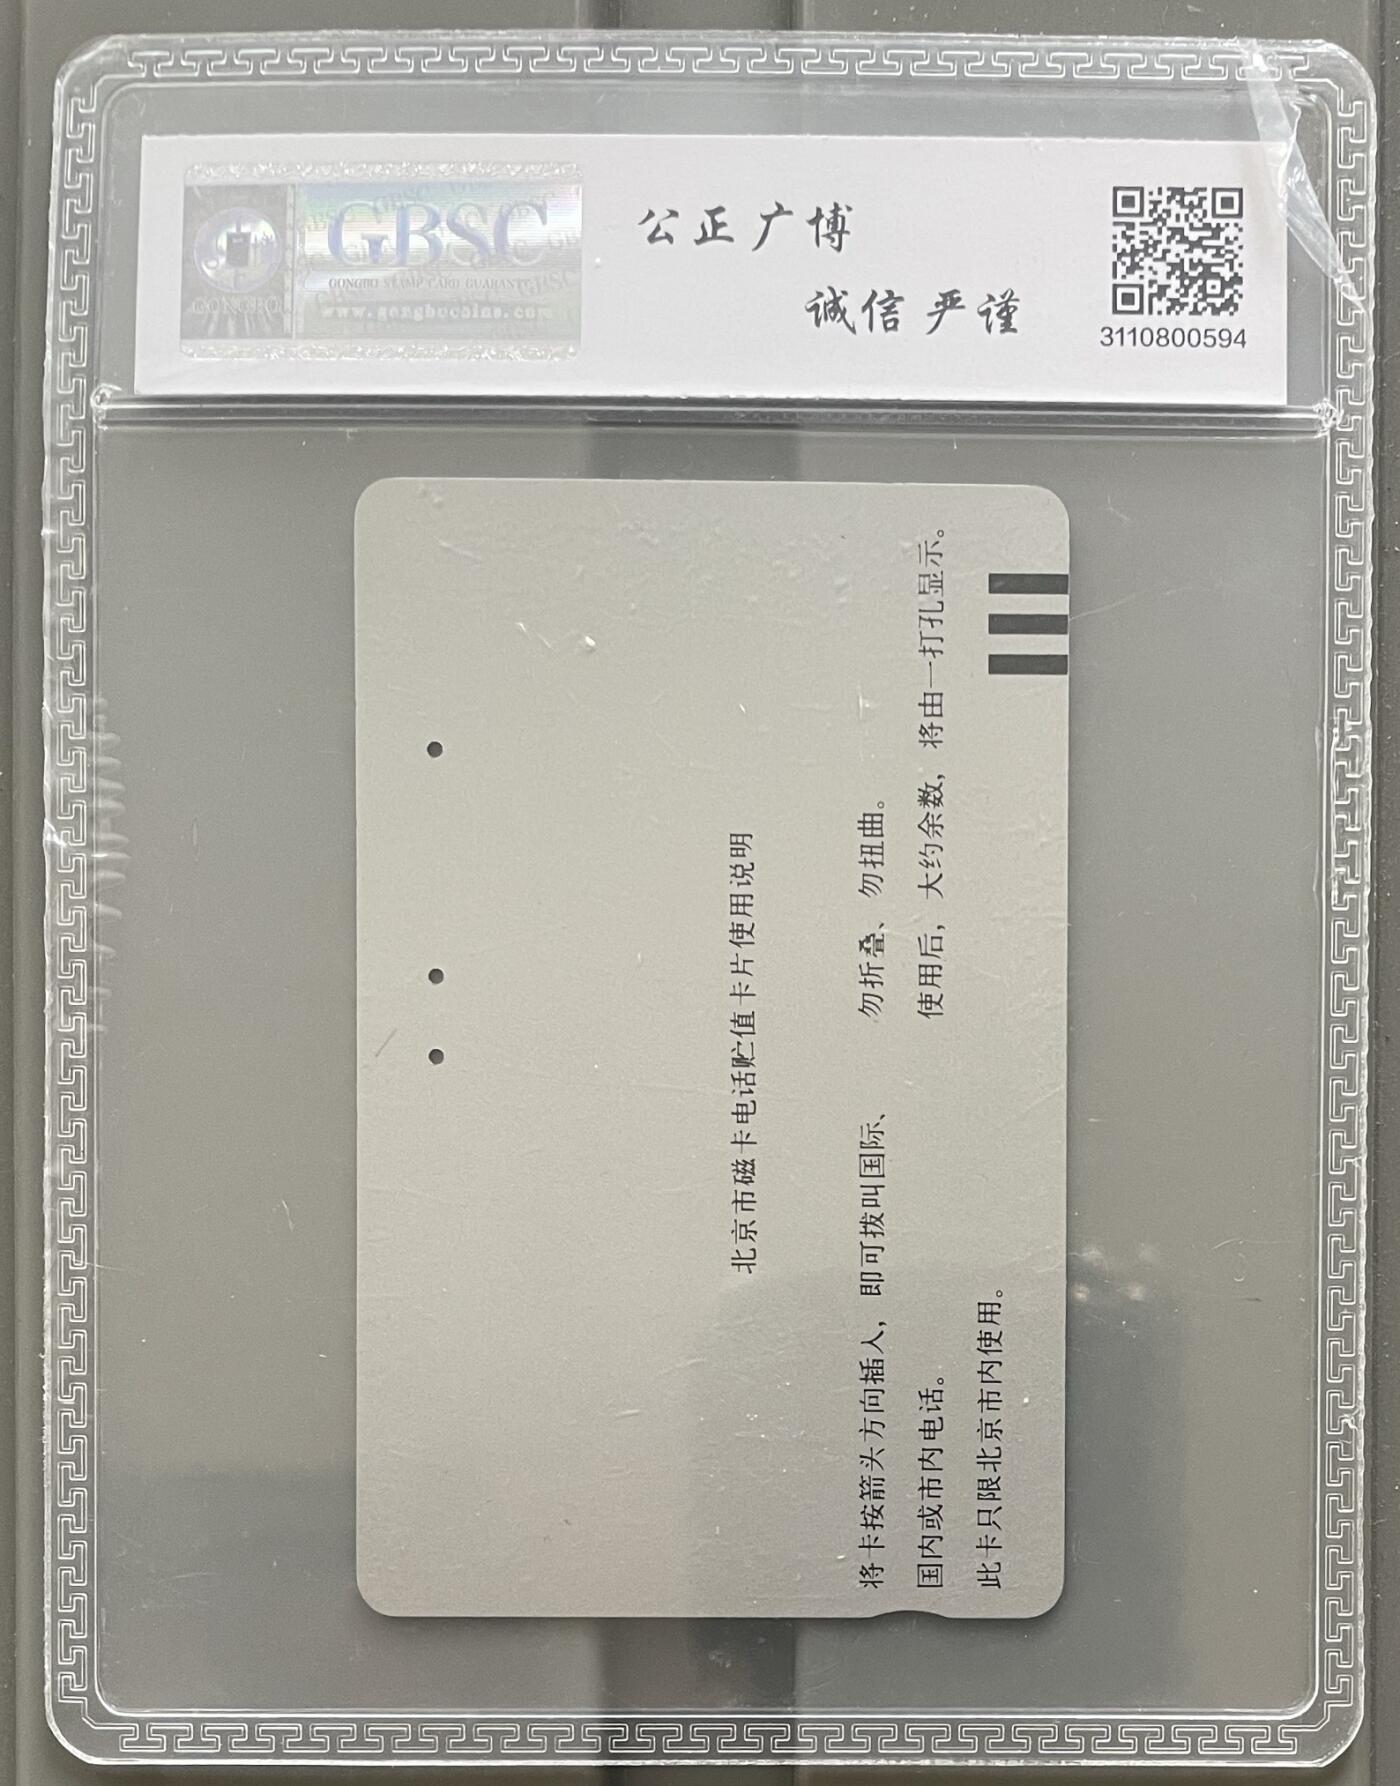 GBSC
GONGBO STAMP CARD GUARANTE
www.gongbocoins.com
GONGBO
公正广博
诚信严谨
3110800594
北京市磁卡电话贮值卡片使用说明
将卡按箭头方向插入，即可拨叫国际、
国内或市内电话。
此卡只限北京市内使用。
勿折叠、勿扭曲。
使用后，大约余数，将由一打孔显示。